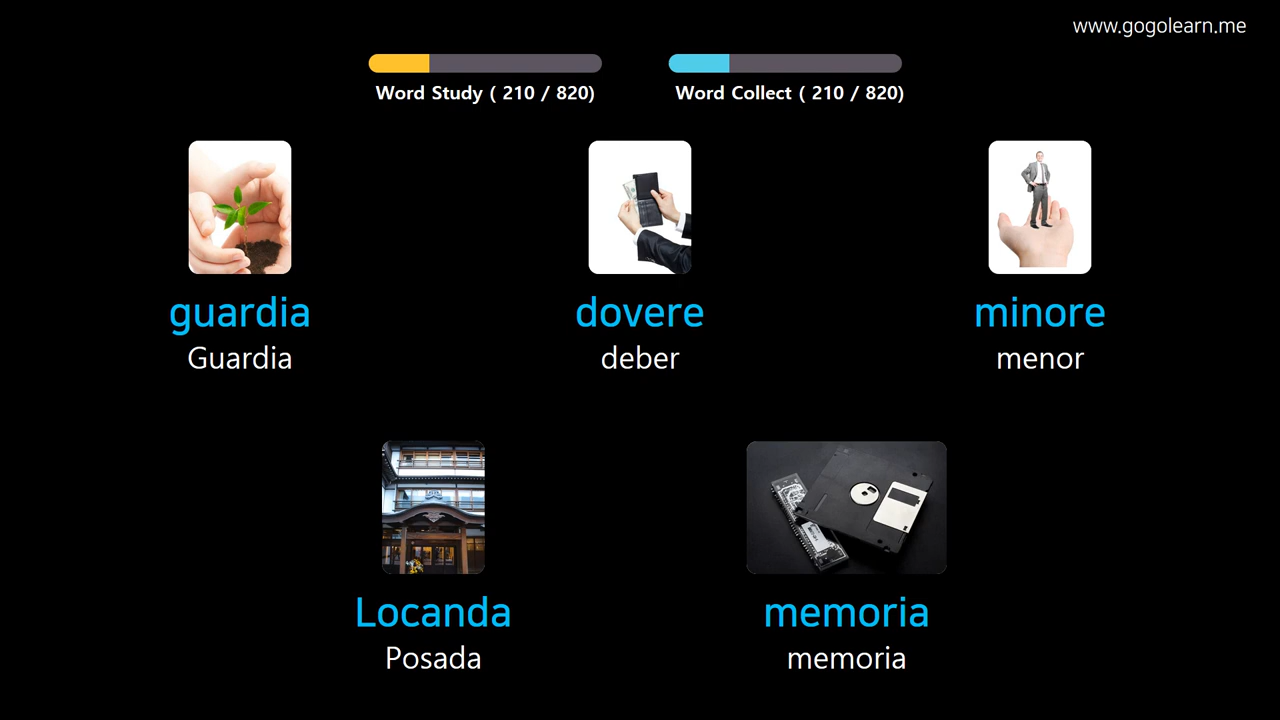 www.gogolearn.me
Word Study ( 210 / 820)
Word Collect ( 210 / 820)
guardia
Guardia
dovere
deber
minore
menor
Locanda
Posada
memoria
memoria